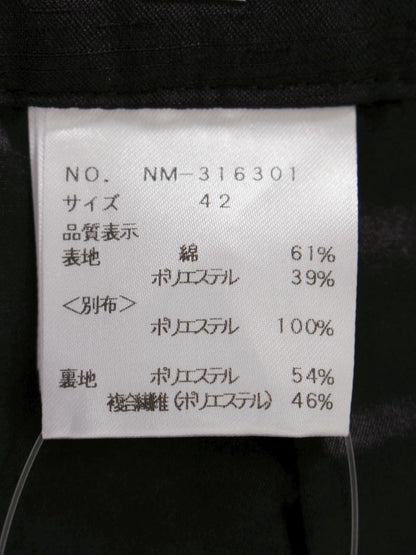 NO. NM-316301
サイズ 42
品質表示
表地 綿 61%
ポリエステル 39%
<別布>
ポリエステル 100%
裏地 ポリエステル 54%
複合繊維(ポリエステル) 46%